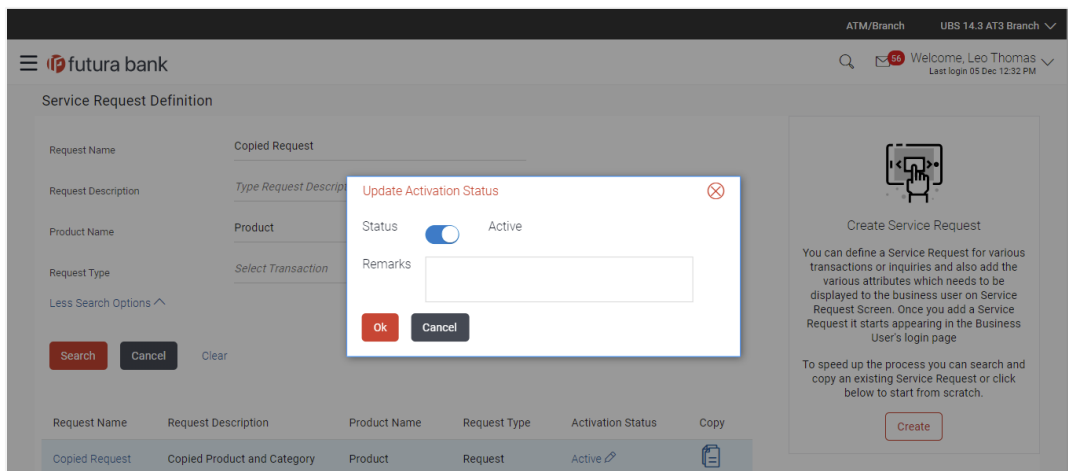 ATM/Branch UBS 14.3 AT3 Branch
futura bank
56
Welcome, Leo Thomas
Last login 05 Dec 12:32 PM
Service Request Definition
Request Name Copied Request
Request Description Type Request Descript
Product Name Product
Request Type Select Transaction
Less Search Options
Search Cancel Clear
Update Activation Status
Status Active
Remarks
Ok Cancel
Create Service Request
You can define a Service Request for various
transactions or inquiries and also add the
various attributes which needs to be
displayed to the business user on Service
Request Screen. Once you add a Service
Request it starts appearing in the Business
User's login page
To speed up the process you can search and
copy an existing Service Request or click
below to start from scratch.
Create
Request Name Request Description Product Name Request Type Activation Status Copy
Copied Request Copied Product and Category Product Request Active